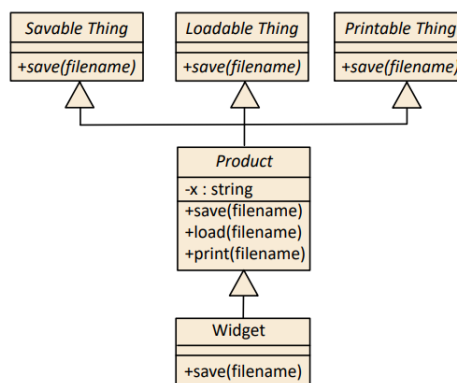 Savable Thing
+save(filename)
Loadable Thing
+save(filename)
Printable Thing
+save(filename)
Product
-x : string
+save(filename)
+load(filename)
+print(filename)
Widget
+save(filename)